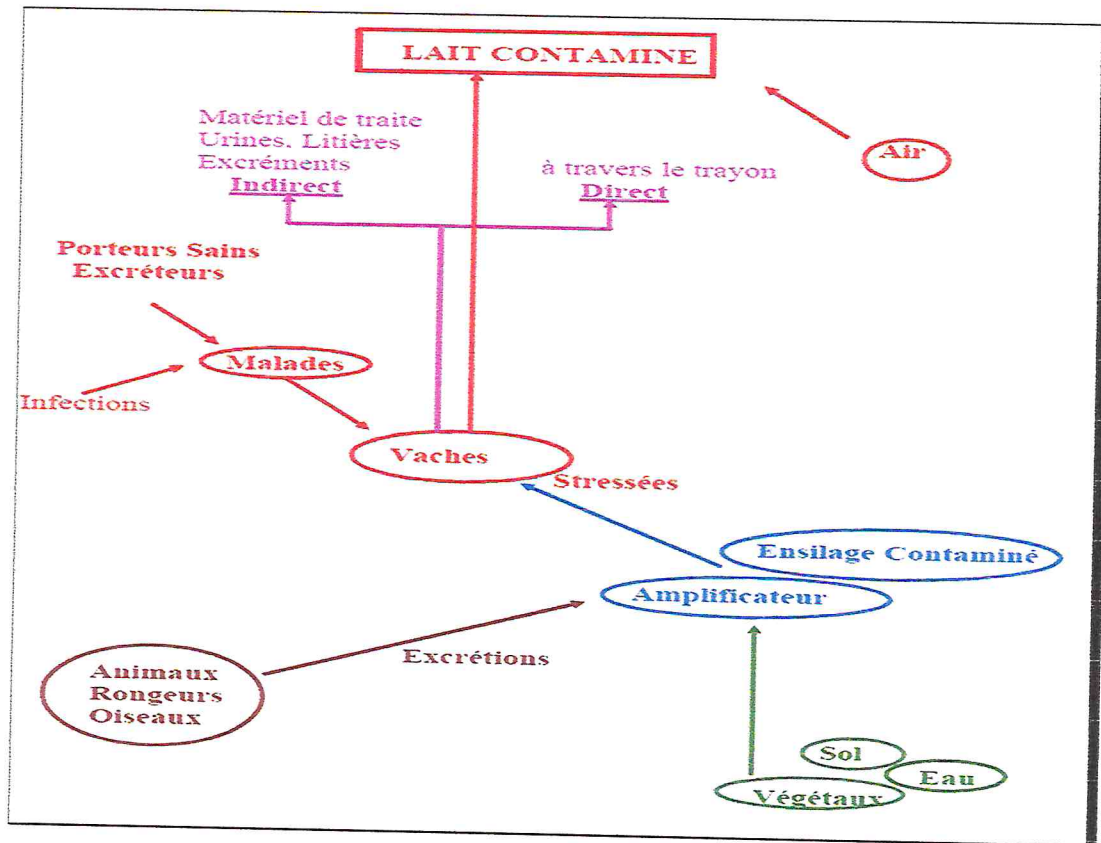 LAIT CONTAMINE
Matériel de traite
Urines. Litières
Excréments
Indirect
à travers le trayon
Direct
Air
Porteurs Sains
Excréteurs
Malades
Infections
Vaches
Stressées
Ensilage Contaminé
Amplificateur
Excrétions
Animaux
Rongeurs
Oiseaux
Sol
Eau
Végétaux